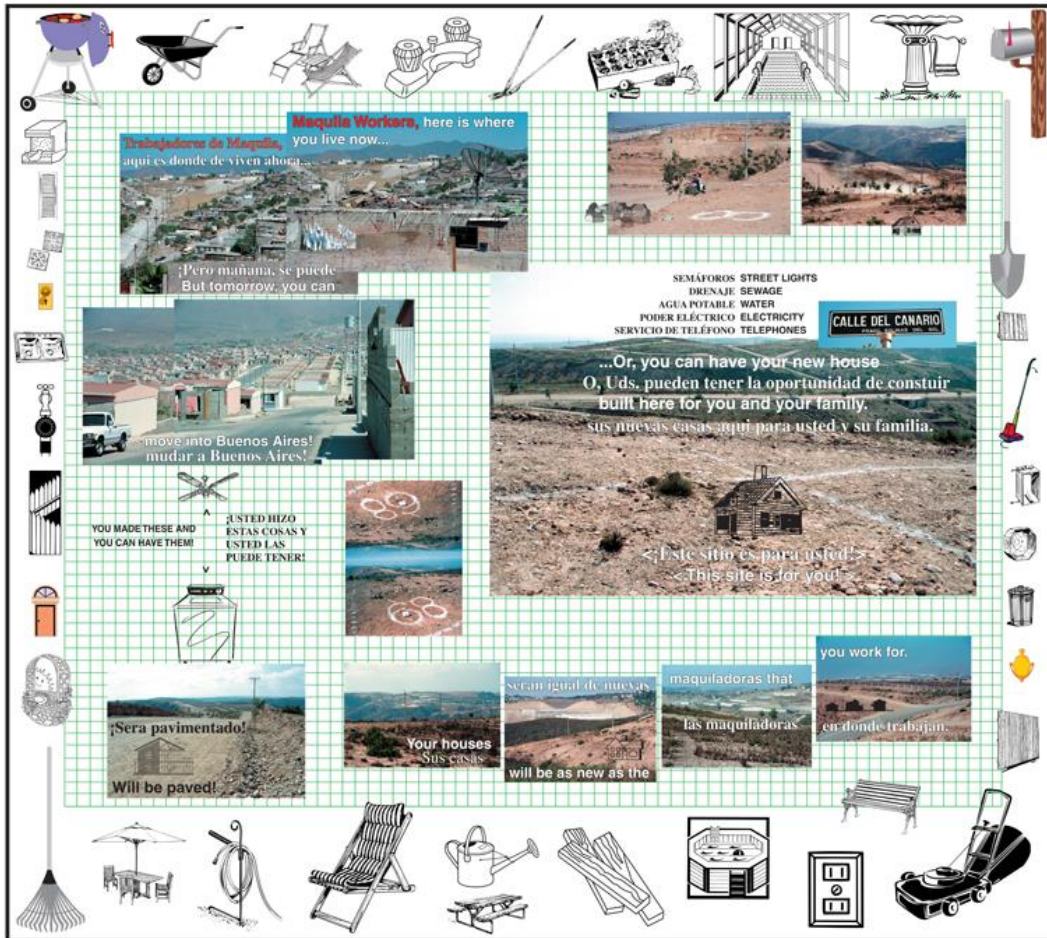 Maquila Workers, here is where
you live now...
Trabajadores de Maquila,
aqui es donde de viven ahora...
¡Pero mañana, se puede
But tomorrow, you can
move into Buenos Aires!
mudar a Buenos Aires!
SEMÁFOROS STREET LIGHTS
DRENAJE SEWAGE
AGUA POTABLE WATER
PODER ELÉCTRICO ELECTRICITY
SERVICIO DE TELÉFONO TELEPHONES
CALLE DEL CANARIO
...Or, you can have your new house
O, Uds. pueden tener la oportunidad de constuir
built here for you and your family.
sus nuevas casas aqui para usted y su familia.
<¡Este sitio es para usted!>
<This site is for you!>
YOU MADE THESE AND
YOU CAN HAVE THEM!
¡USTED HIZO
ESTAS COSAS Y
USTED LAS
PUEDE TENER!
68
68
¡Sera pavimentado!
Will be paved!
Your houses
Sus casas
seran igual de nuevas
will be as new as the
maquiladoras that
las maquiladoras
you work for.
en donde trabajan.